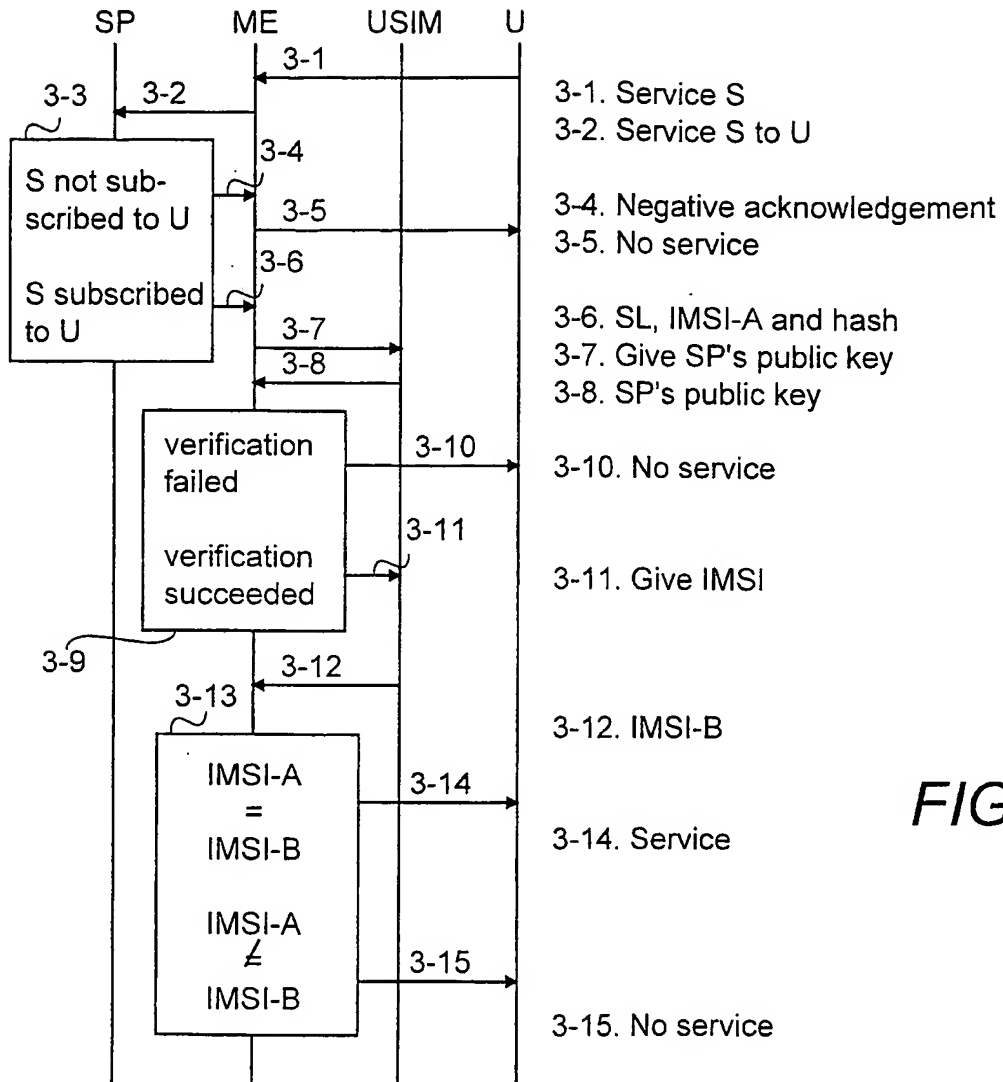 SP ME USIM U
3-1
3-2
3-3
3-1. Service S
3-2. Service S to U
S not sub-
scribed to U
3-4
3-5
3-4. Negative acknowledgement
3-5. No service
S subscribed
to U
3-6
3-7
3-8
3-6. SL, IMSI-A and hash
3-7. Give SP's public key
3-8. SP's public key
verification
failed
3-10
3-10. No service
verification
succeeded
3-11
3-11. Give IMSI
3-9
3-12
3-12. IMSI-B
3-13
IMSI-A
=
IMSI-B
3-14
3-14. Service
IMSI-A
≠
IMSI-B
3-15
3-15. No service
FIG